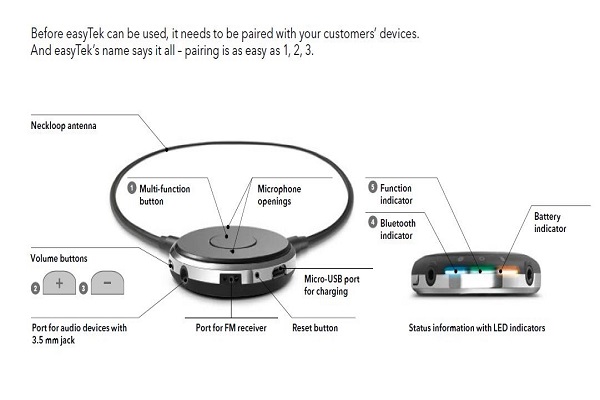 Before easyTek can be used, it needs to be paired with your customers' devices.
And easyTek's name says it all – pairing is as easy as 1, 2, 3.
Neckloop antenna
1 Multi-function
button
Microphone
openings
5 Function
indicator
4 Bluetooth
indicator
Battery
indicator
Volume buttons
2 + 3 −
Micro-USB port
for charging
Port for audio devices with
3.5 mm jack
Port for FM receiver
Reset button
Status information with LED indicators